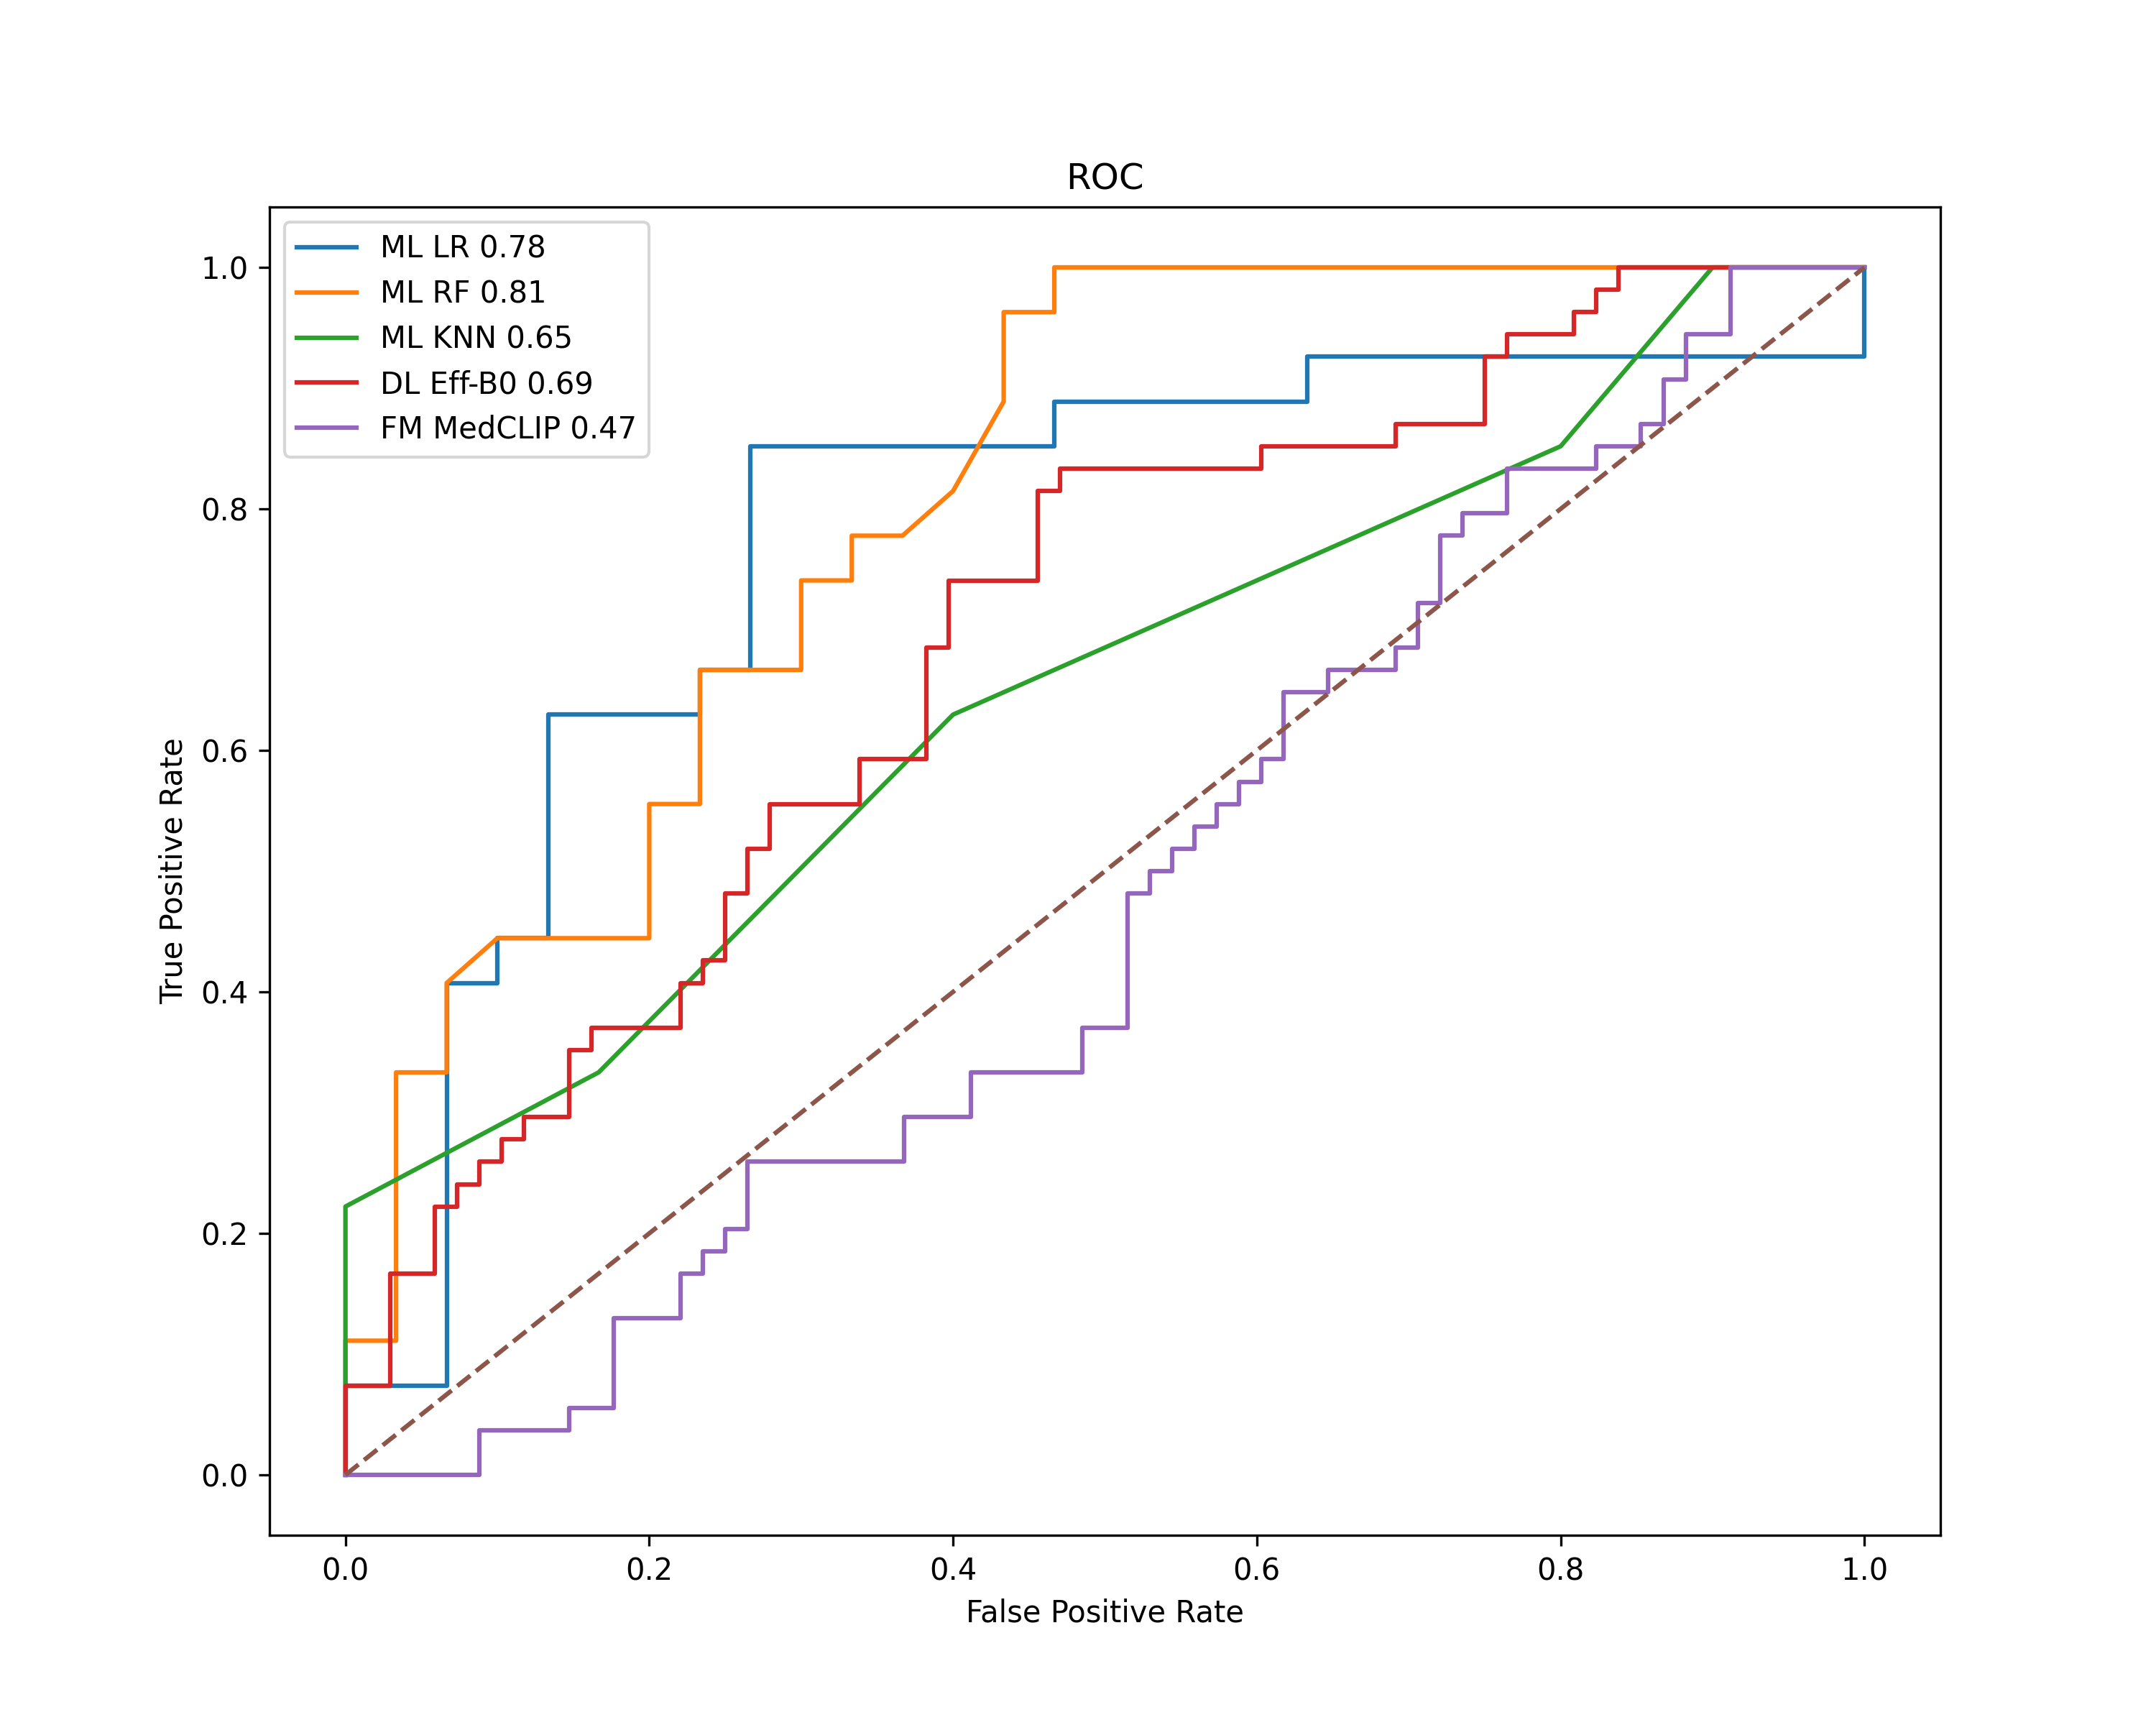 ROC
ML LR 0.78
ML RF 0.81
ML KNN 0.65
DL Eff-B0 0.69
FM MedCLIP 0.47
1.0
0.8
0.6
0.4
0.2
0.0
True Positive Rate
0.0 0.2 0.4 0.6 0.8 1.0
False Positive Rate